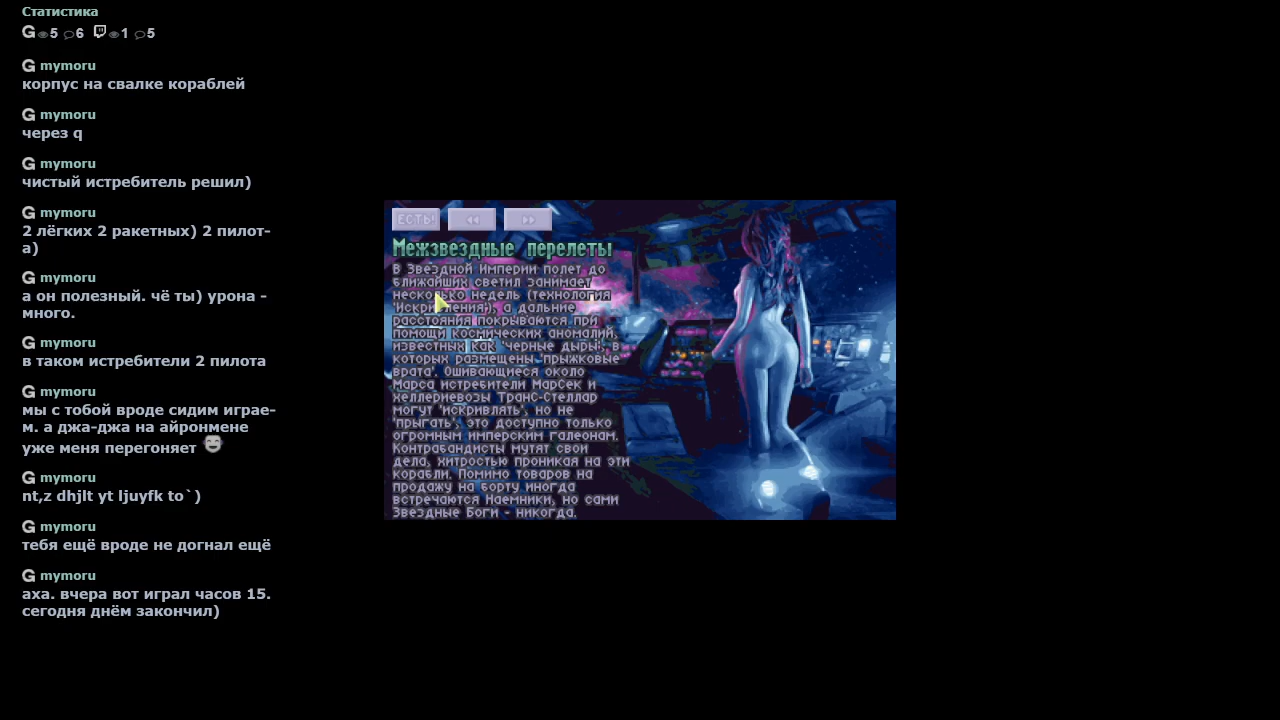 Статистика
5 6 1 5
mymoru
корпус на свалке кораблей
mymoru
через q
mymoru
чистый истребитель решил)
mymoru
2 лёгких 2 ракетных) 2 пилот-
а)
mymoru
а он полезный. чё ты) урона -
много.
mymoru
в таком истребители 2 пилота
mymoru
мы с тобой вроде сидим играе-
м. а джа-джа на айронмене
уже меня перегоняет
mymoru
nt,z dhjlt yt ljuyfk to`)
mymoru
тебя ещё вроде не догнал ещё
mymoru
аха. вчера вот играл часов 15.
сегодня днём закончил)
ЕСТЬ!
Межзвездные перелеты
В Звездной Империи полет до
ближайших светил занимает
несколько недель (технология
'Искривления'), а дальние
расстояния покрываются при
помощи космических аномалий,
известных как 'черные дыры', в
которых размещены 'прыжковые
врата'. Ошивающиеся около
Марса истребители МарСек и
хеллериевозы Транс-Стеллар
могут 'искривлять', но не
'прыгать', это доступно только
огромным имперским галеонам.
Контрабандисты мутят свои
дела, хитростью проникая на эти
корабли. Помимо товаров на
продажу на борту иногда
встречаются Наемники, но сами
Звездные Боги - никогда.